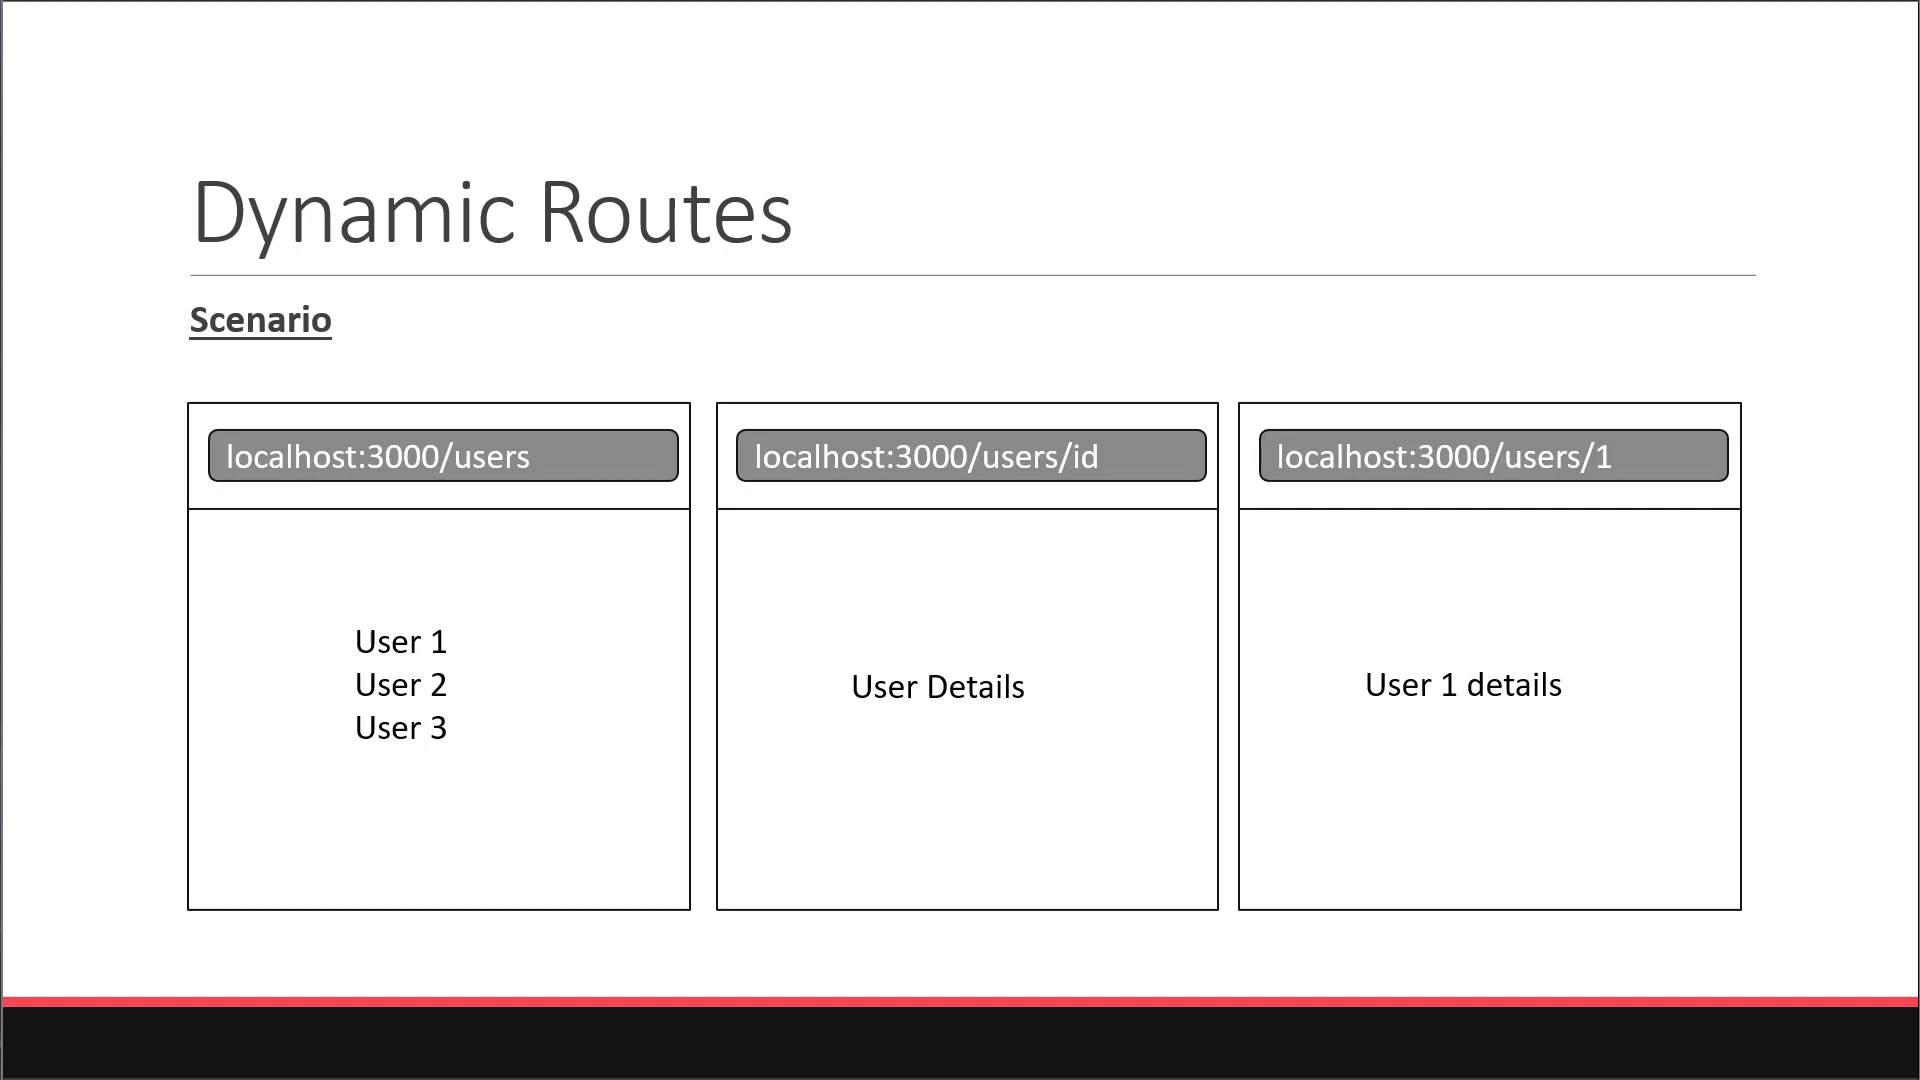 Dynamic Routes
Scenario
localhost:3000/users
User 1
User 2
User 3
localhost:3000/users/id
User Details
localhost:3000/users/1
User 1 details